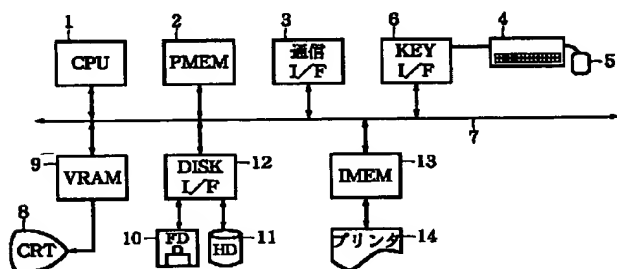 1
CPU
2
PMEM
3
通信
I/F
6
KEY
I/F
4
5
7
9
VRAM
12
DISK
I/F
13
IMEM
8
CRT
10
FD
11
HD
プリンタ
14